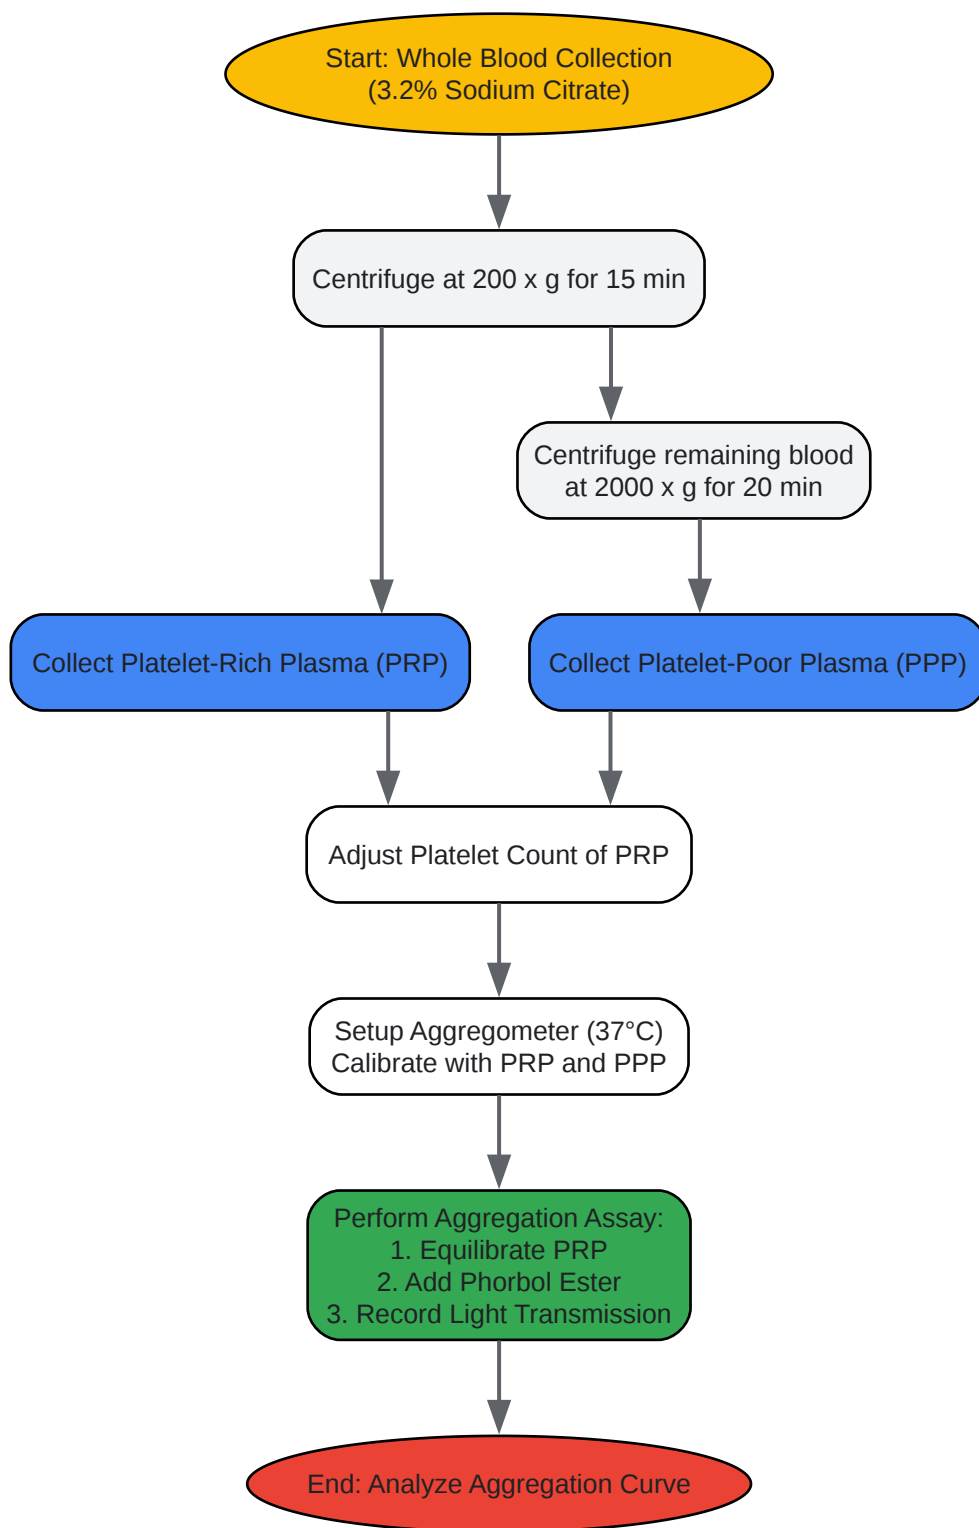 Start: Whole Blood Collection
(3.2% Sodium Citrate)
Centrifuge at 200 x g for 15 min
Centrifuge remaining blood
at 2000 x g for 20 min
Collect Platelet-Rich Plasma (PRP)
Collect Platelet-Poor Plasma (PPP)
Adjust Platelet Count of PRP
Setup Aggregometer (37°C)
Calibrate with PRP and PPP
Perform Aggregation Assay:
1. Equilibrate PRP
2. Add Phorbol Ester
3. Record Light Transmission
End: Analyze Aggregation Curve